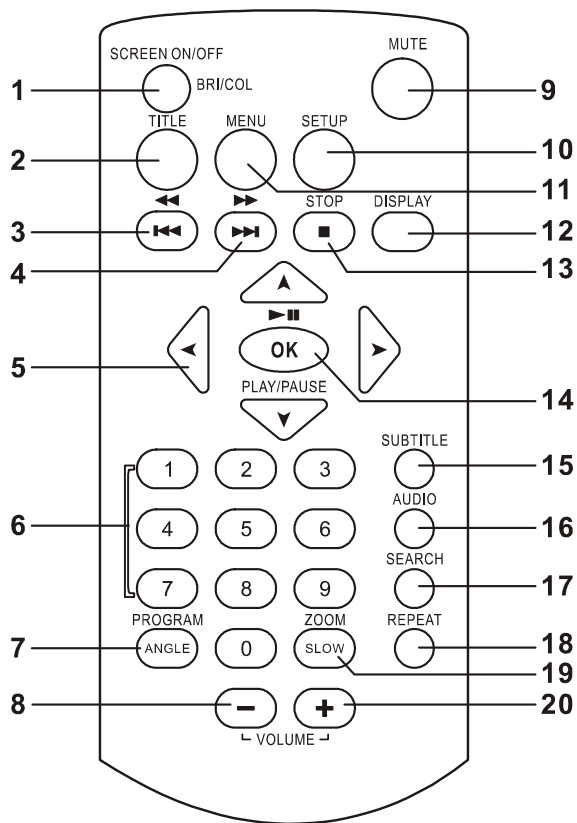 SCREEN ON/OFF
MUTE
1
BRI/COL
9
TITLE
MENU
SETUP
2
10
11
STOP
DISPLAY
3
12
4
13
5
OK
PLAY/PAUSE
14
SUBTITLE
1
2
3
15
AUDIO
6
4
5
6
16
SEARCH
7
8
9
17
PROGRAM
ZOOM
REPEAT
7
ANGLE
0
SLOW
18
19
8
−
+
20
VOLUME